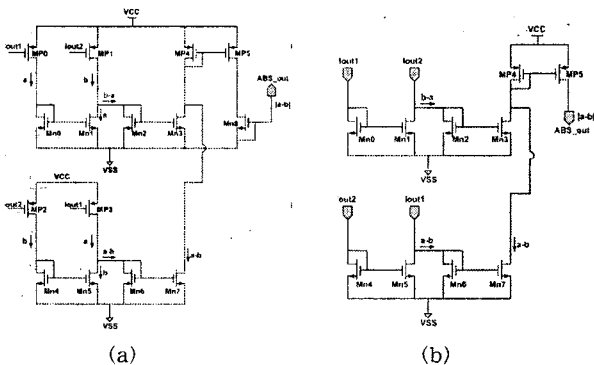 VCC
Iout1
Iout2
MP0
MP1
MP4
MP5
a
b
b-a
a
ABS_out
|a-b|
Mn0
Mn1
Mn2
Mn3
Mn8
VSS
VCC
out2
Iout1
MP2
MP3
b
a
a-b
b
a-b
Mn4
Mn5
Mn6
Mn7
VSS
(a)
VCC
MP4
MP5
Iout1
Iout2
b-a
|a-b|
ABS_out
Mn0
Mn1
Mn2
Mn3
VSS
out2
Iout1
a-b
a-b
Mn4
Mn5
Mn6
Mn7
VSS
(b)